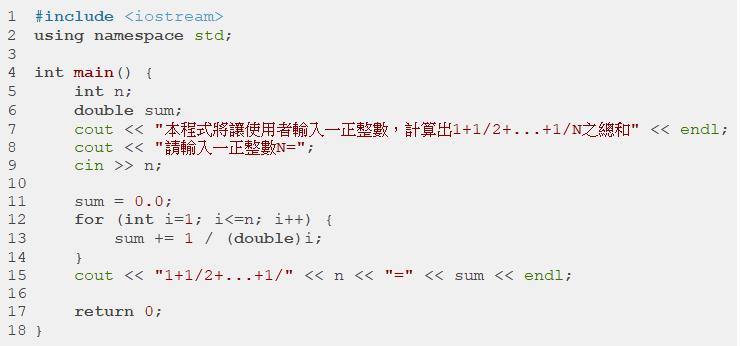 1 #include <iostream>
2 using namespace std;
3
4 int main() {
5     int n;
6     double sum;
7     cout << "本程式將讓使用者輸入一正整數，計算出1+1/2+...+1/N之總和" << endl;
8     cout << "請輸入一正整數N=";
9     cin >> n;
10
11     sum = 0.0;
12     for (int i=1; i<=n; i++) {
13         sum += 1 / (double)i;
14     }
15     cout << "1+1/2+...+1/" << n << "=" << sum << endl;
16
17     return 0;
18 }